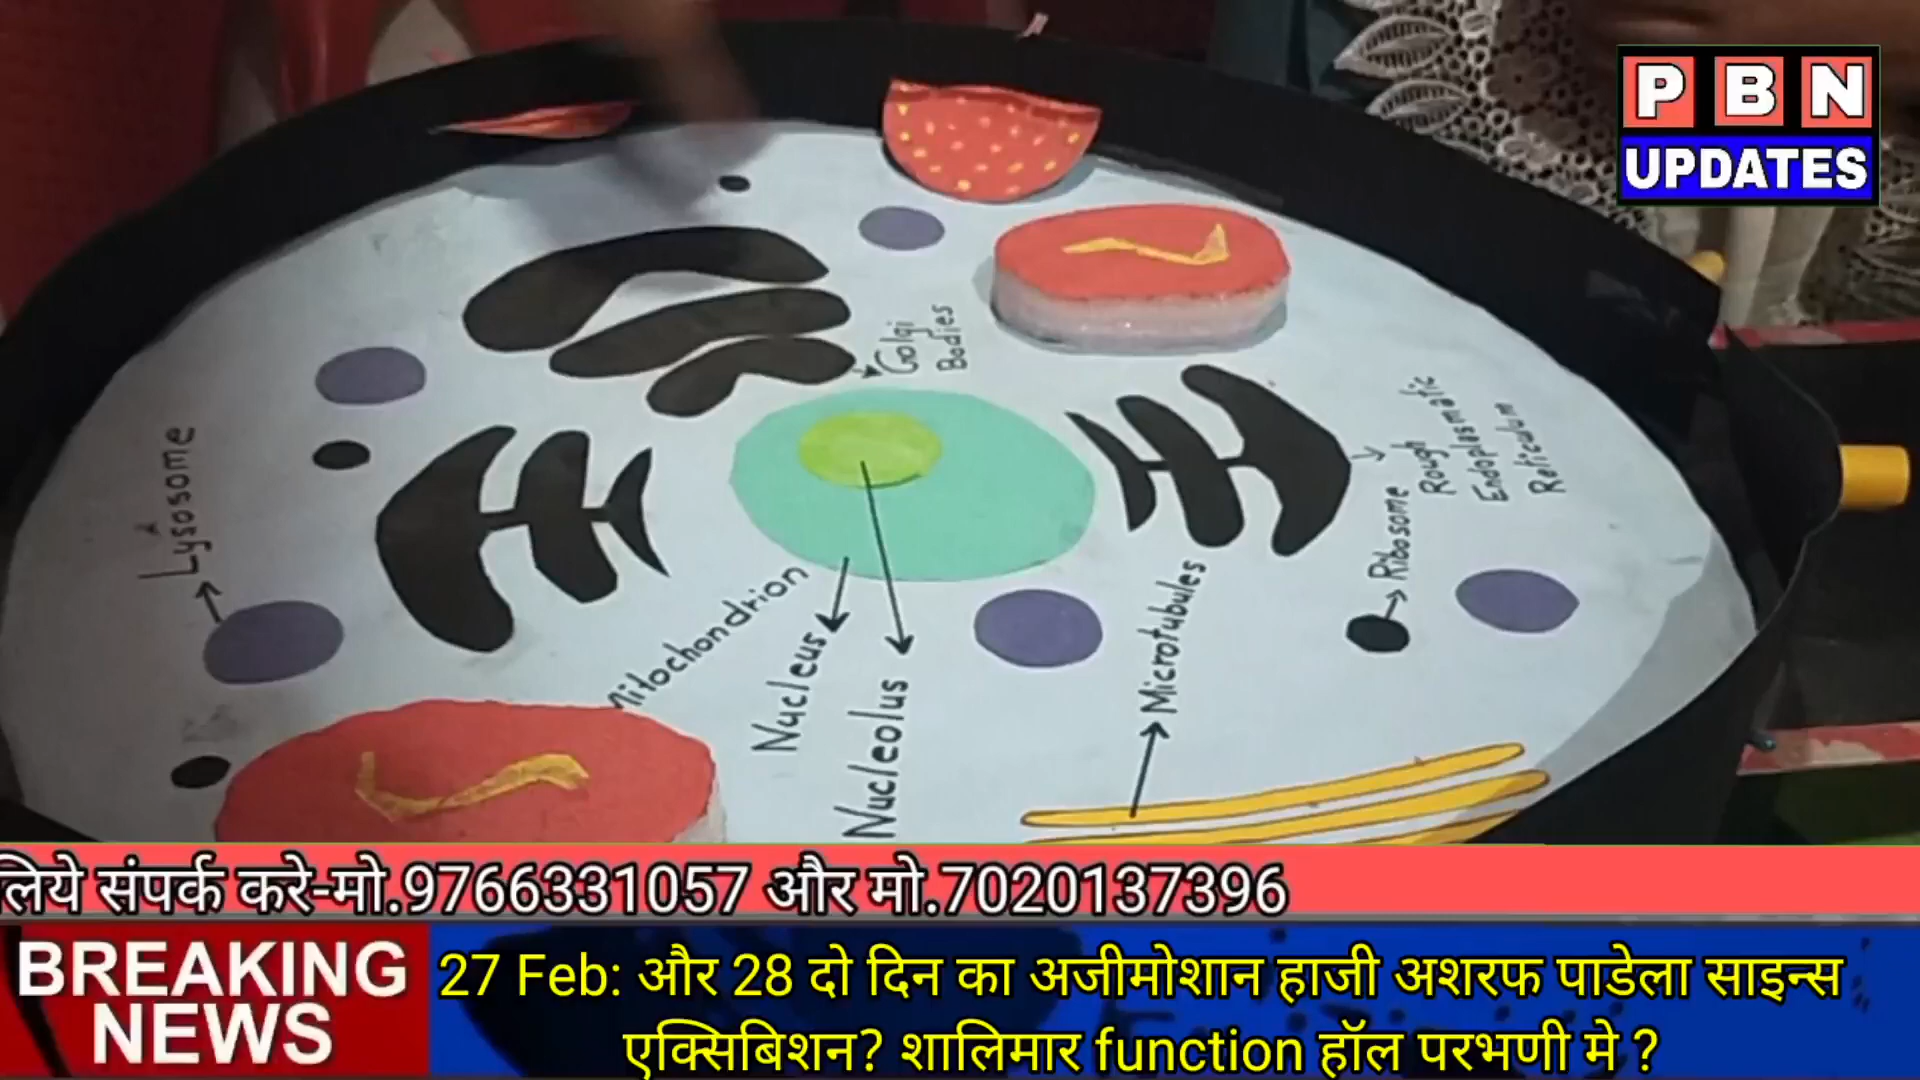 P B N
UPDATES
Golgi
Bodies
Lysosome
Rough
Endoplasmatic
Reticulum
Ribosome
Mitochondrion
Nucleus
Nucleolus
Microtubules
लिये संपर्क करे-मो.9766331057 और मो.7020137396
BREAKING
NEWS
27 Feb: और 28 दो दिन का अजीमोशान हाजी अशरफ पाडेला साइन्स
एक्सिबिशन? शालिमार function हॉल परभणी मे ?